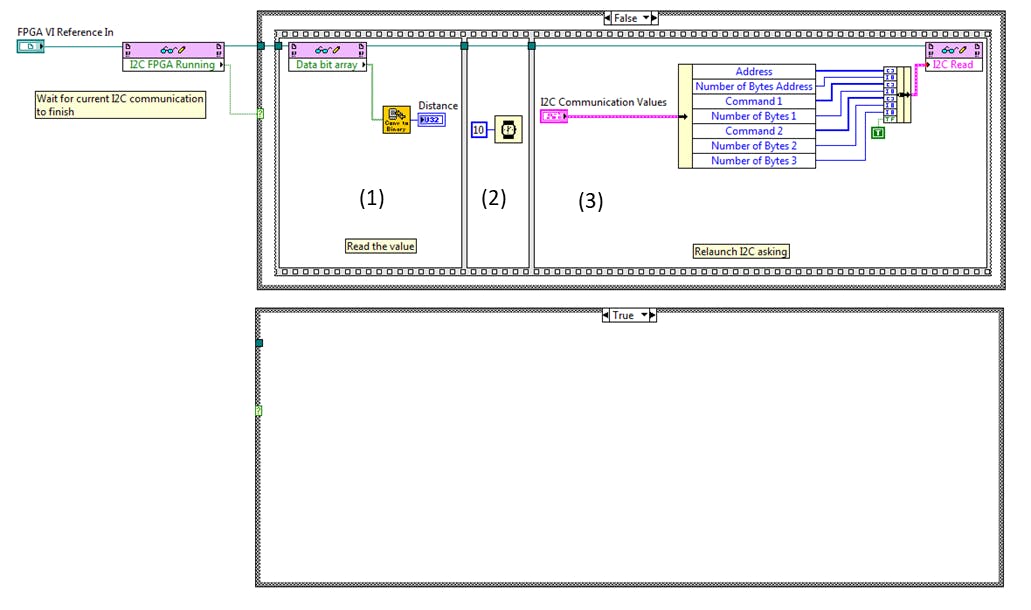 False
FPGA VI Reference In
I2C FPGA Running
Wait for current I2C communication
to finish
?
Data bit array
Conv to
Binary
Distance
U32
10
I2C Communication Values
Address
Number of Bytes Address
Command 1
Number of Bytes 1
Command 2
Number of Bytes 2
Number of Bytes 3
T
I2C Read
(1)
(2)
(3)
Read the value
Relaunch I2C asking
True
?